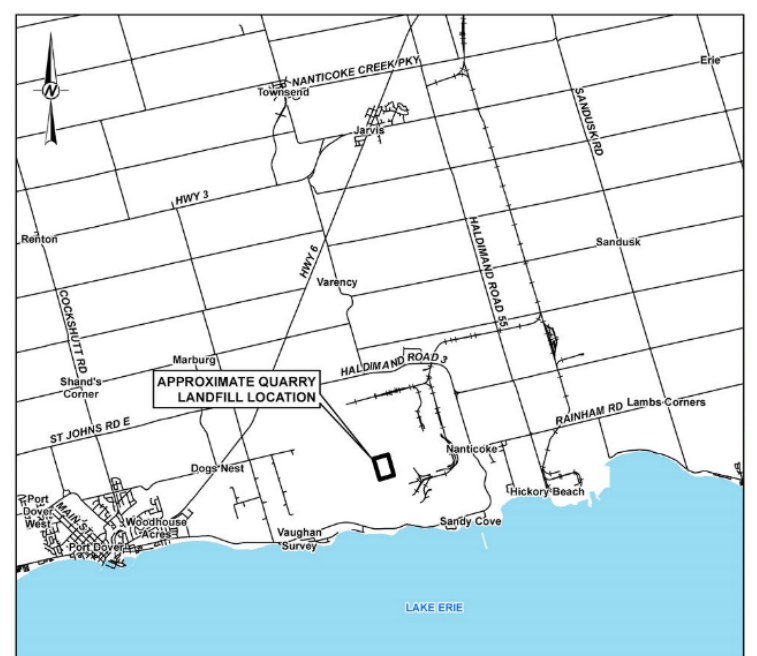 NANTICOKE CREEK PKY
Erie
Townsend
SANDUSK RD
Jarvis
N
HWY 3
HALDIMAND ROAD 55
Renton
Sandusk
HWY 6
Varency
COCKSHUTT RD
Marburg
HALDIMAND ROAD 3
APPROXIMATE QUARRY
LANDFILL LOCATION
Shand's
Corner
RAINHAM RD
Lambs Corners
ST JOHNS RD E
Nanticoke
Dogs Nest
Hickory Beach
Port
Dover
West
MAIN ST
Woodhouse
Acres
Sandy Cove
Vaughan
Survey
Port Dover
LAKE ERIE